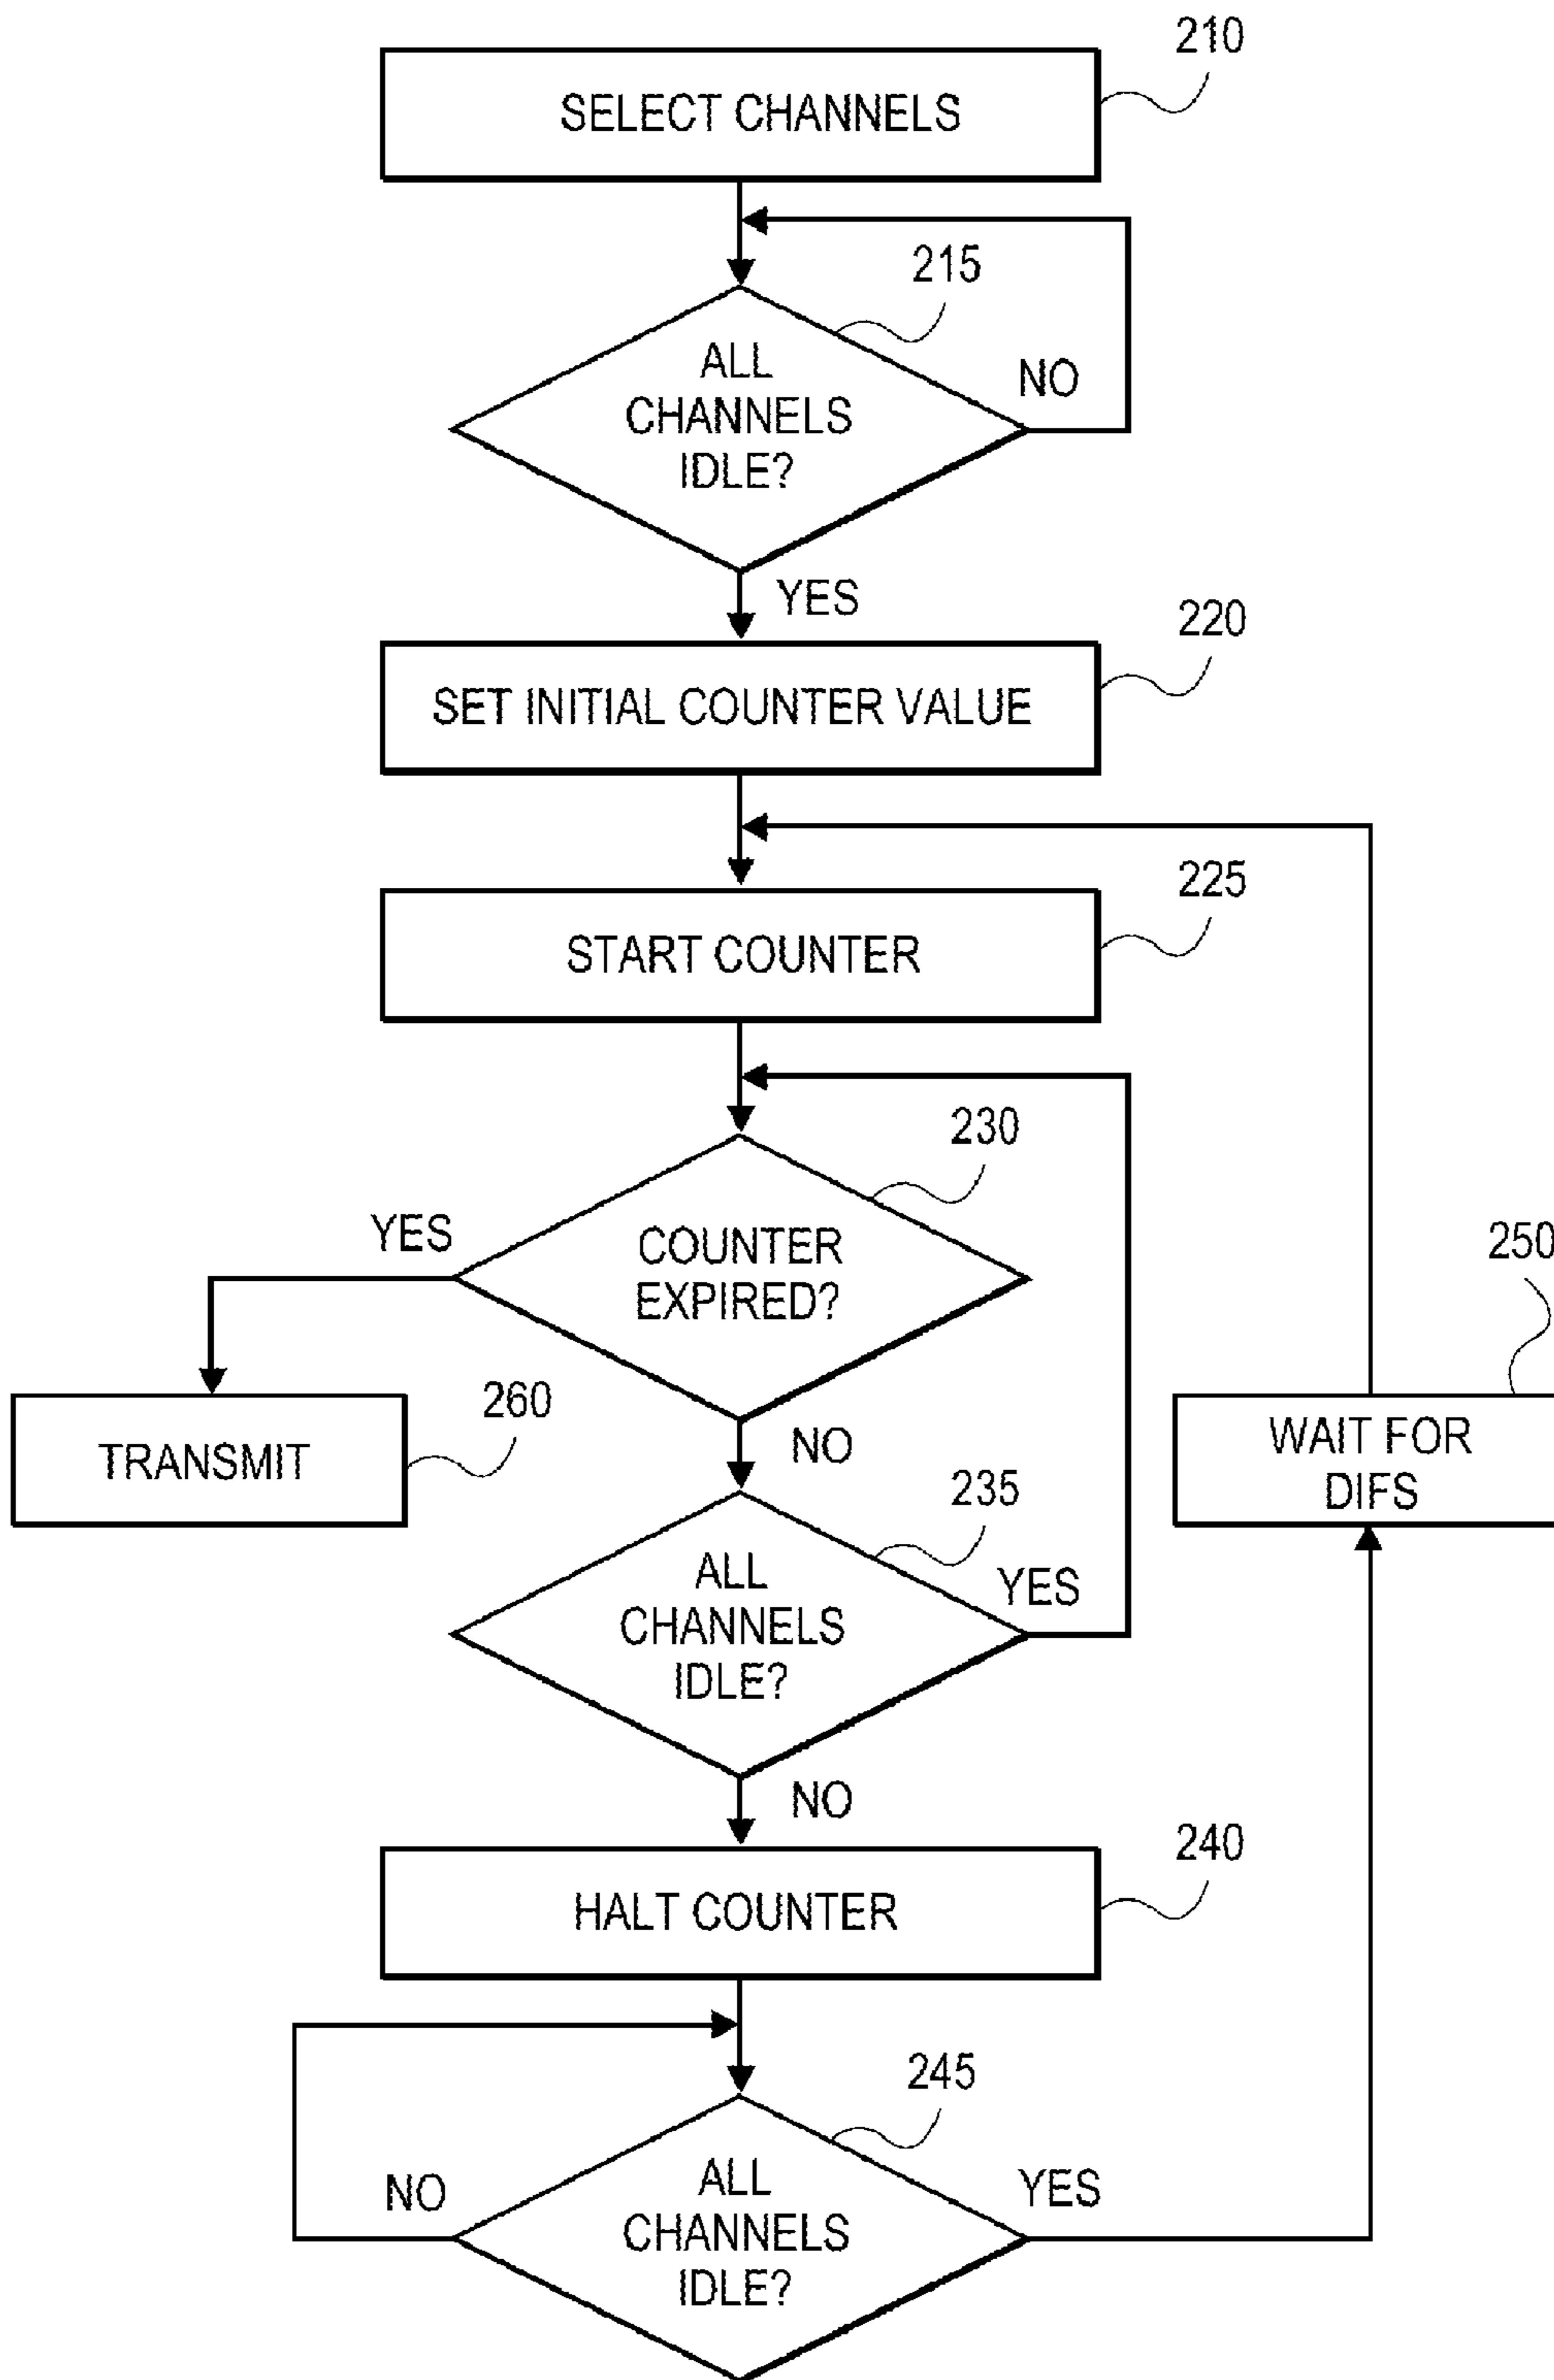 210
SELECT CHANNELS
215
ALL
CHANNELS
IDLE?
NO
YES
220
SET INITIAL COUNTER VALUE
225
START COUNTER
230
YES
COUNTER
EXPIRED?
250
260
TRANSMIT
NO
WAIT FOR
DIFS
235
ALL
CHANNELS
IDLE?
YES
NO
240
HALT COUNTER
245
NO
ALL
CHANNELS
IDLE?
YES